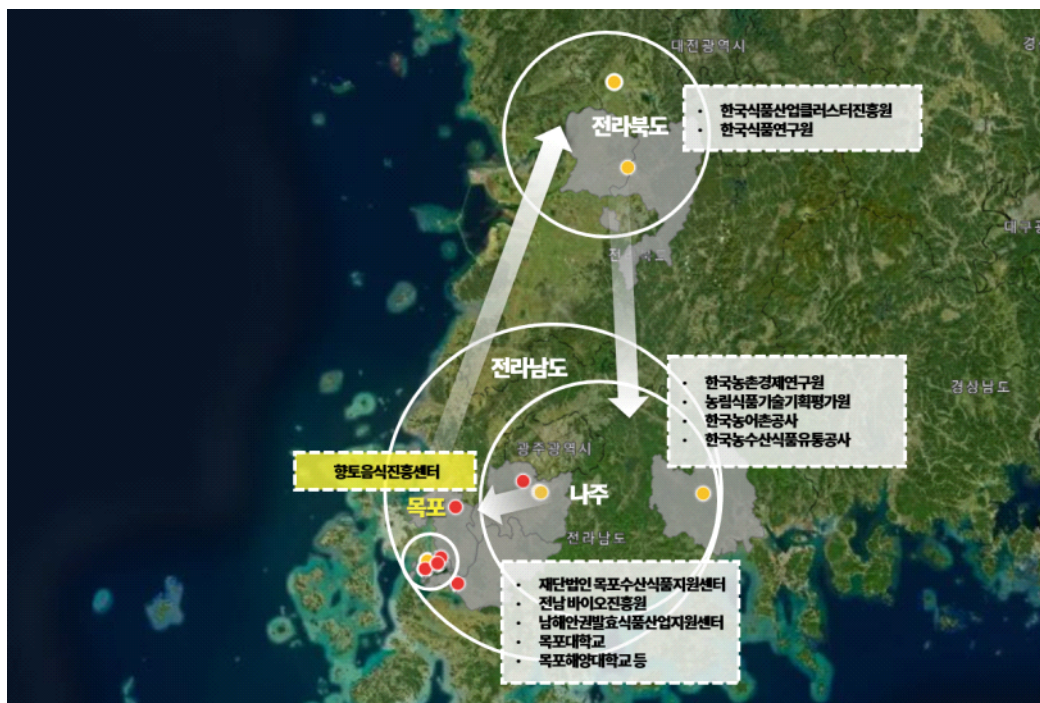 대전광역시
전라북도
• 한국식품산업클러스터진흥원
• 한국식품연구원
전라남도
• 한국농촌경제연구원
• 농림식품기술기획평가원
• 한국농어촌공사
• 한국농수산식품유통공사
경상남도
광주광역시
향토음식진흥센터
목포
나주
전라남도
• 재단법인 목포수산식품지원센터
• 전남 바이오진흥원
• 남해안권발효식품산업지원센터
• 목포대학교
• 목포해양대학교 등